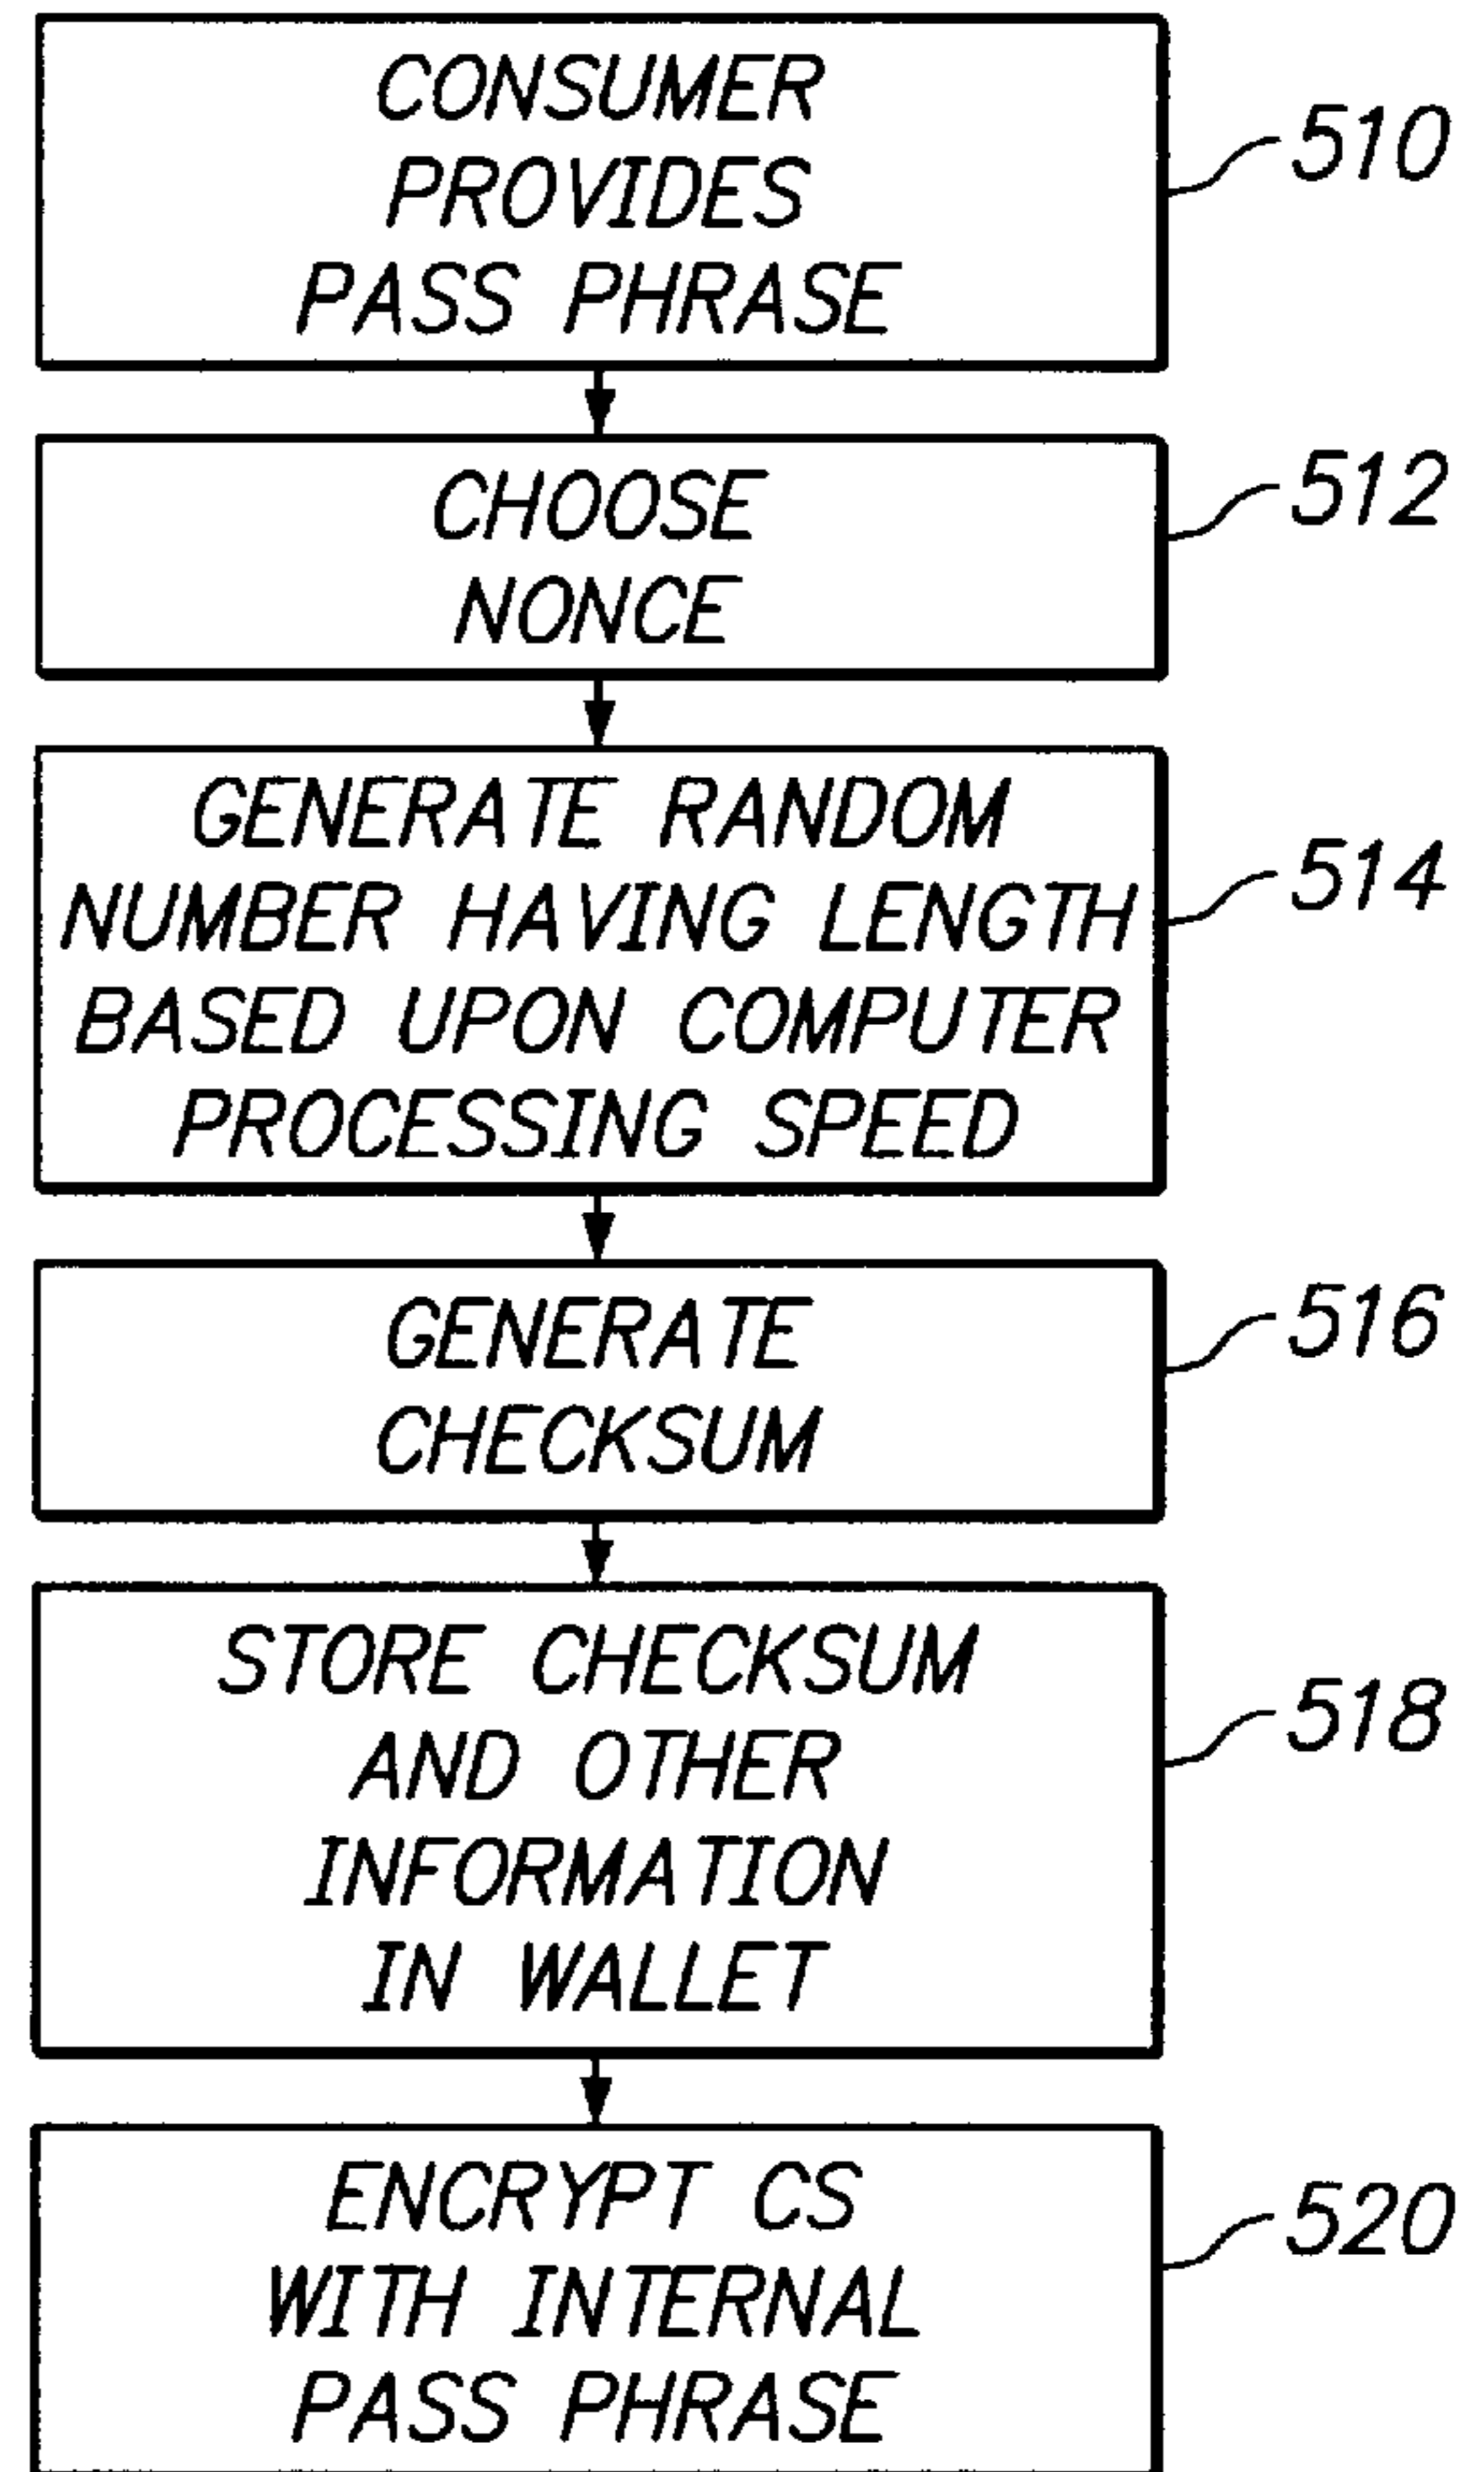 CONSUMER
PROVIDES
PASS PHRASE
510
CHOOSE
NONCE
512
GENERATE RANDOM
NUMBER HAVING LENGTH
BASED UPON COMPUTER
PROCESSING SPEED
514
GENERATE
CHECKSUM
516
STORE CHECKSUM
AND OTHER
INFORMATION
IN WALLET
518
ENCRYPT CS
WITH INTERNAL
PASS PHRASE
520